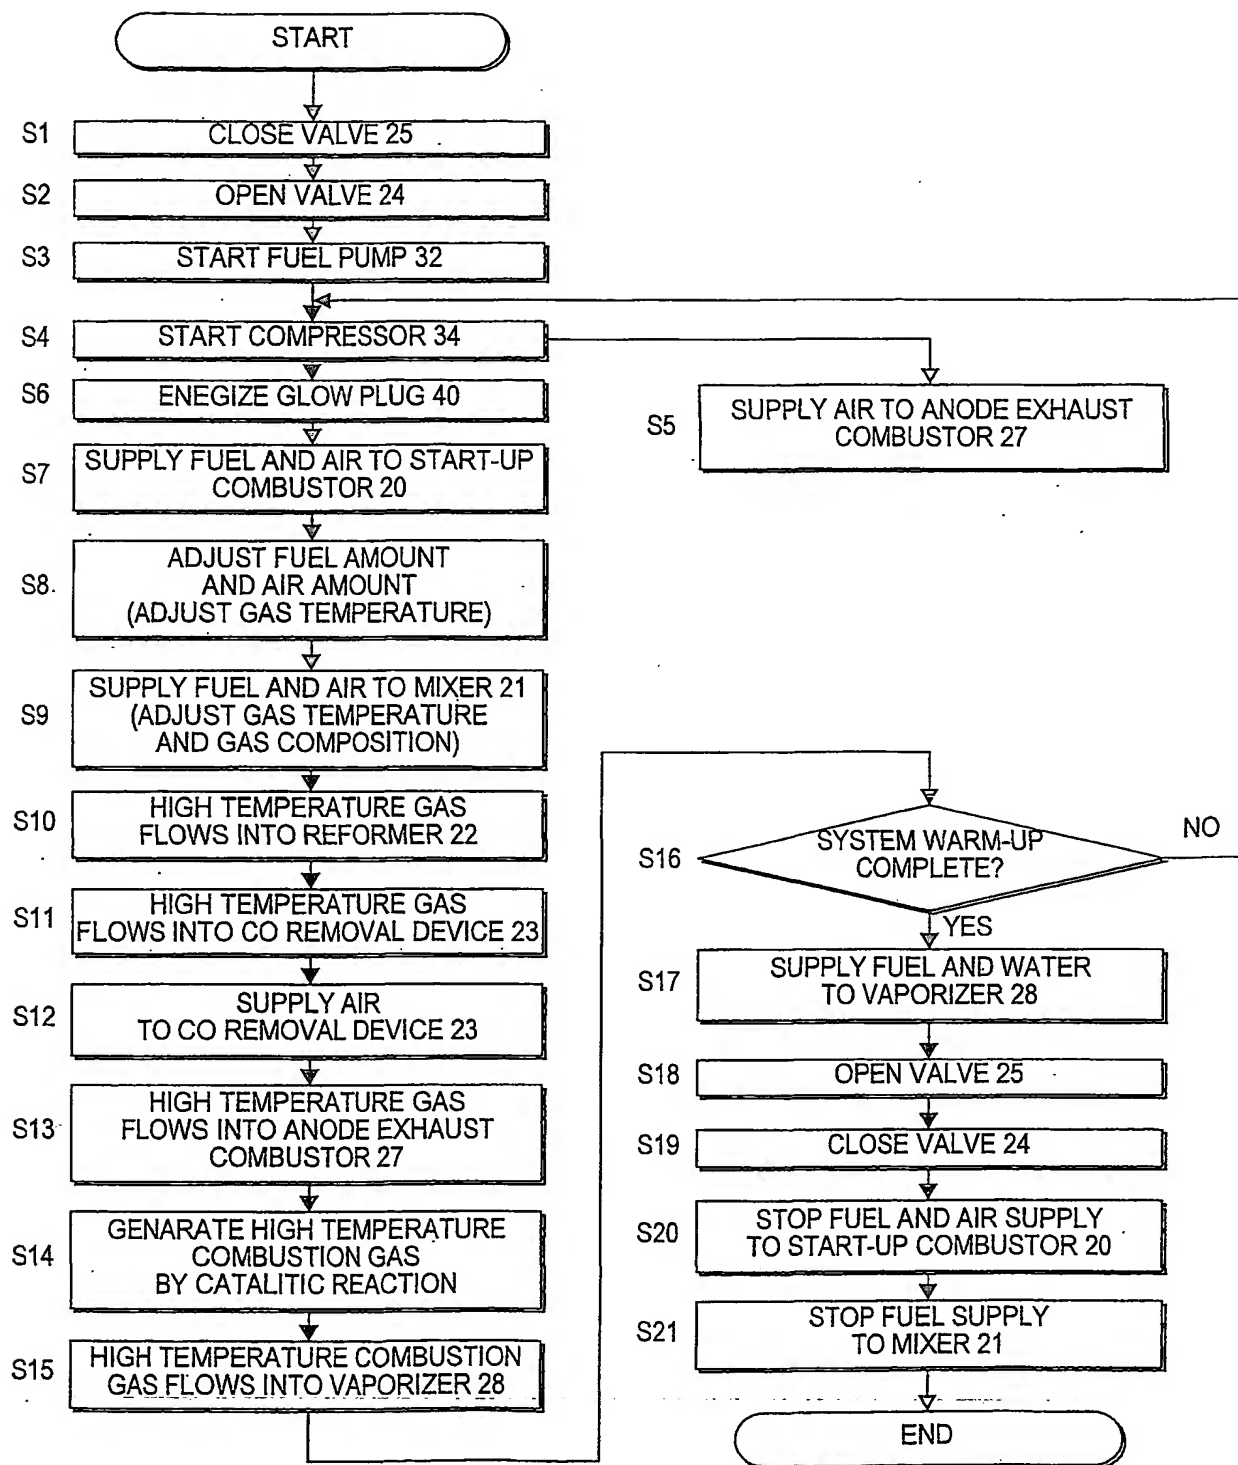 START
S1
CLOSE VALVE 25
S2
OPEN VALVE 24
S3
START FUEL PUMP 32
S4
START COMPRESSOR 34
S6
ENEGIZE GLOW PLUG 40
S5
SUPPLY AIR TO ANODE EXHAUST
COMBUSTOR 27
S7
SUPPLY FUEL AND AIR TO START-UP
COMBUSTOR 20
S8
ADJUST FUEL AMOUNT
AND AIR AMOUNT
(ADJUST GAS TEMPERATURE)
S9
SUPPLY FUEL AND AIR TO MIXER 21
(ADJUST GAS TEMPERATURE
AND GAS COMPOSITION)
S10
HIGH TEMPERATURE GAS
FLOWS INTO REFORMER 22
S11
HIGH TEMPERATURE GAS
FLOWS INTO CO REMOVAL DEVICE 23
S12
SUPPLY AIR
TO CO REMOVAL DEVICE 23
S13
HIGH TEMPERATURE GAS
FLOWS INTO ANODE EXHAUST
COMBUSTOR 27
S14
GENARATE HIGH TEMPERATURE
COMBUSTION GAS
BY CATALITIC REACTION
S15
HIGH TEMPERATURE COMBUSTION
GAS FLOWS INTO VAPORIZER 28
S16
SYSTEM WARM-UP
COMPLETE?
NO
YES
S17
SUPPLY FUEL AND WATER
TO VAPORIZER 28
S18
OPEN VALVE 25
S19
CLOSE VALVE 24
S20
STOP FUEL AND AIR SUPPLY
TO START-UP COMBUSTOR 20
S21
STOP FUEL SUPPLY
TO MIXER 21
END